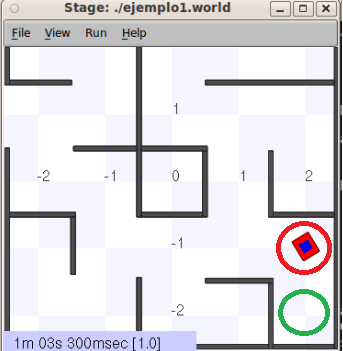 Stage: ./ejemplo1.world
File View Run Help
1
-2 -1 0 1 2
-1
-2
1m 03s 300msec [1.0]